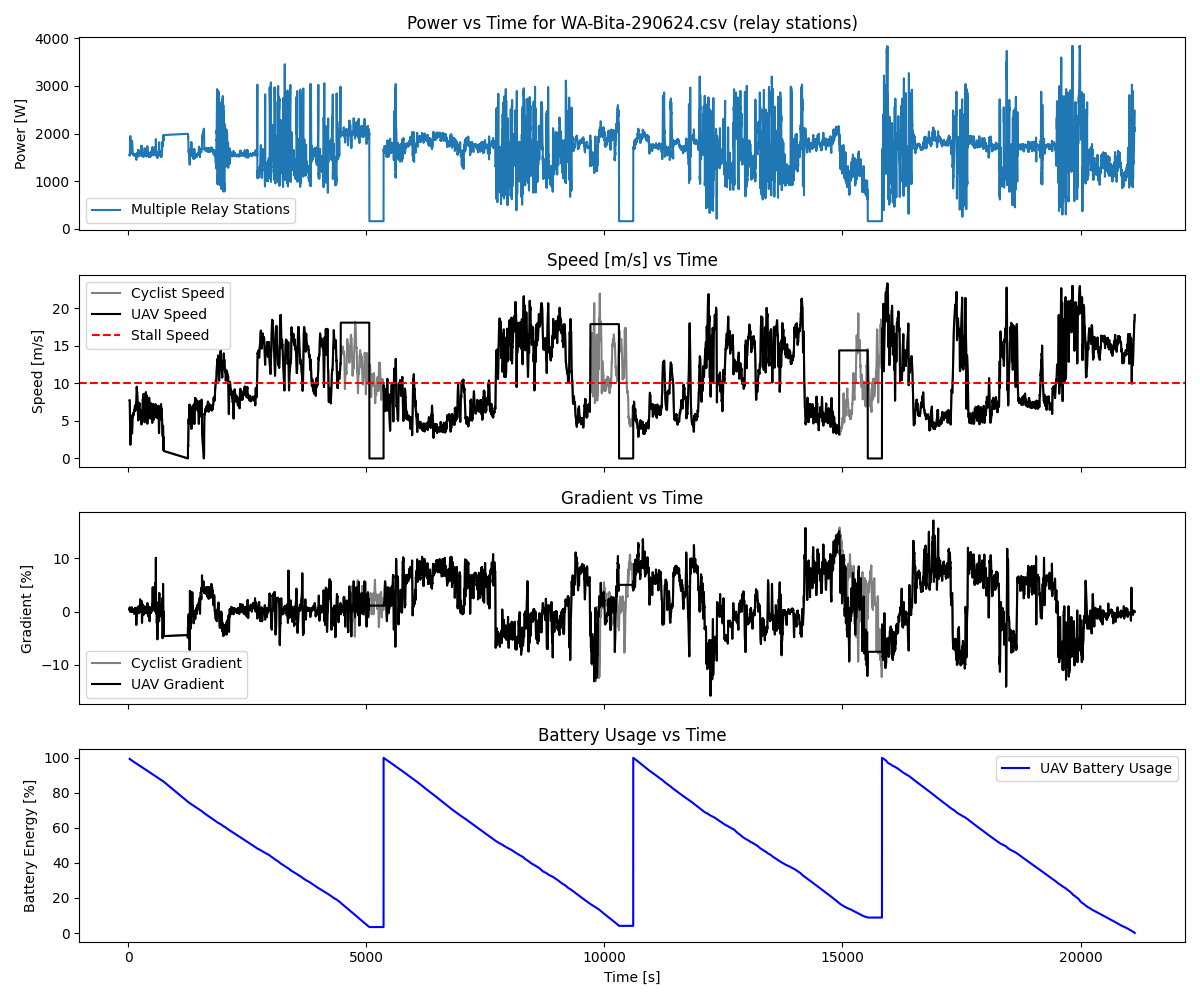 Power vs Time for WA-Bita-290624.csv (relay stations)
4000
3000
2000
1000
0
Power [W]
Multiple Relay Stations
Speed [m/s] vs Time
20
15
10
5
0
Speed [m/s]
Cyclist Speed
UAV Speed
Stall Speed
Gradient vs Time
10
0
−10
Gradient [%]
Cyclist Gradient
UAV Gradient
Battery Usage vs Time
100
80
60
40
20
0
Battery Energy [%]
UAV Battery Usage
0 5000 10000 15000 20000
Time [s]